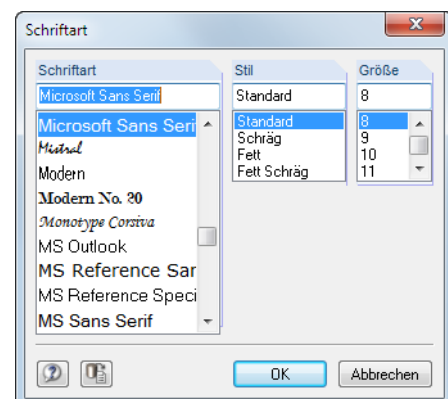 Schriftart
Schriftart
Microsoft Sans Serif
Microsoft Sans Seri
Mistral
Modern
Modern No. 20
Monotype Corsiva
MS Outlook
MS Reference Sar
MS Reference Speci
MS Sans Serif
Stil
Standard
Standard
Schräg
Fett
Fett Schräg
Größe
8
8
9
10
11
OK
Abbrechen